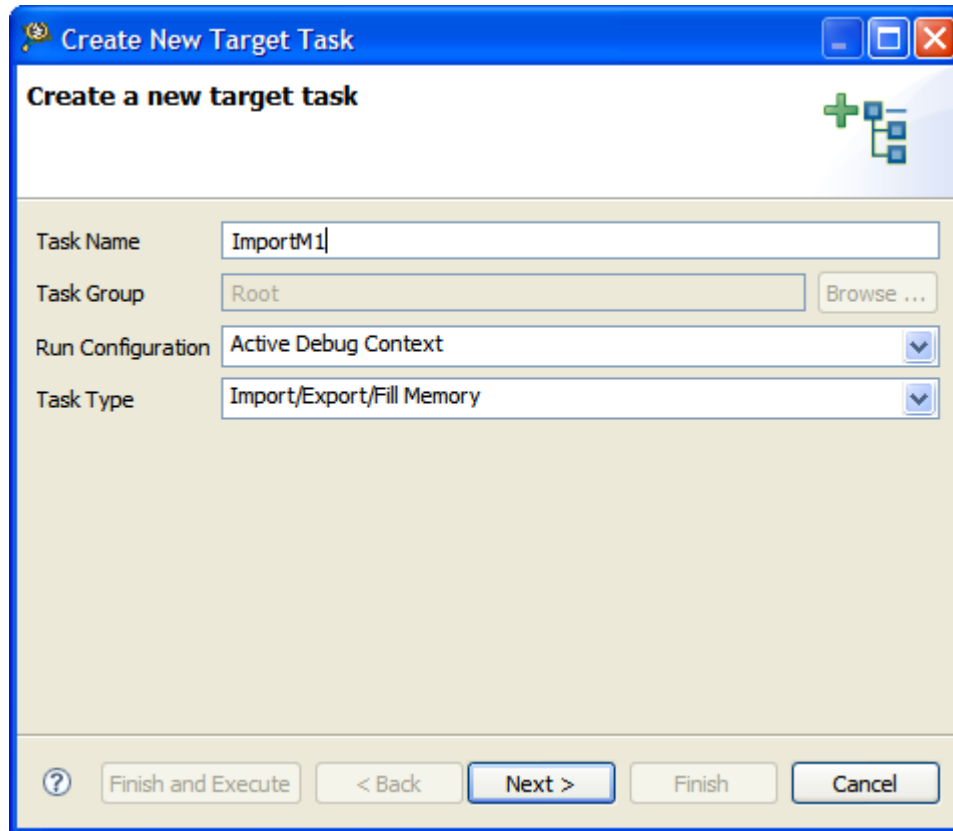 Create New Target Task
Create a new target task
Task Name ImportM1
Task Group Root Browse ...
Run Configuration Active Debug Context
Task Type Import/Export/Fill Memory
? Finish and Execute < Back Next > Finish Cancel